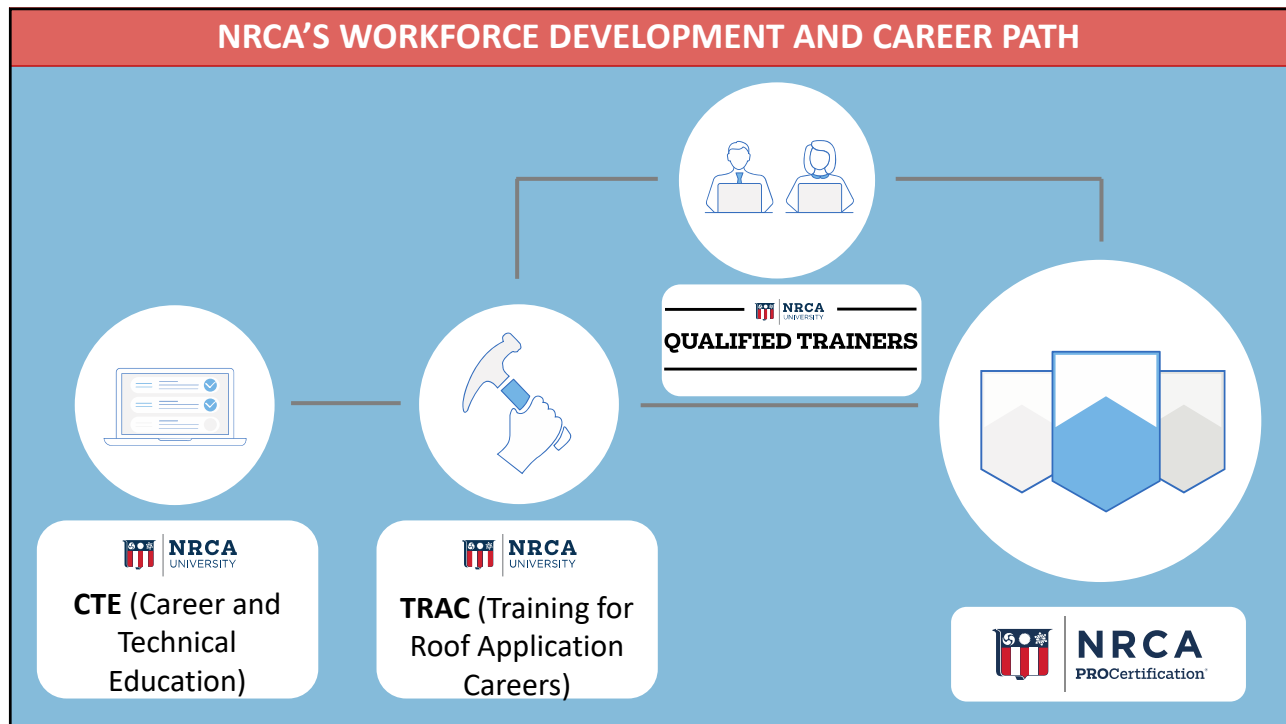 NRCA'S WORKFORCE DEVELOPMENT AND CAREER PATH
NRCA
UNIVERSITY
QUALIFIED TRAINERS
NRCA
UNIVERSITY
CTE (Career and
Technical
Education)
NRCA
UNIVERSITY
TRAC (Training for
Roof Application
Careers)
NRCA
PROCertification®